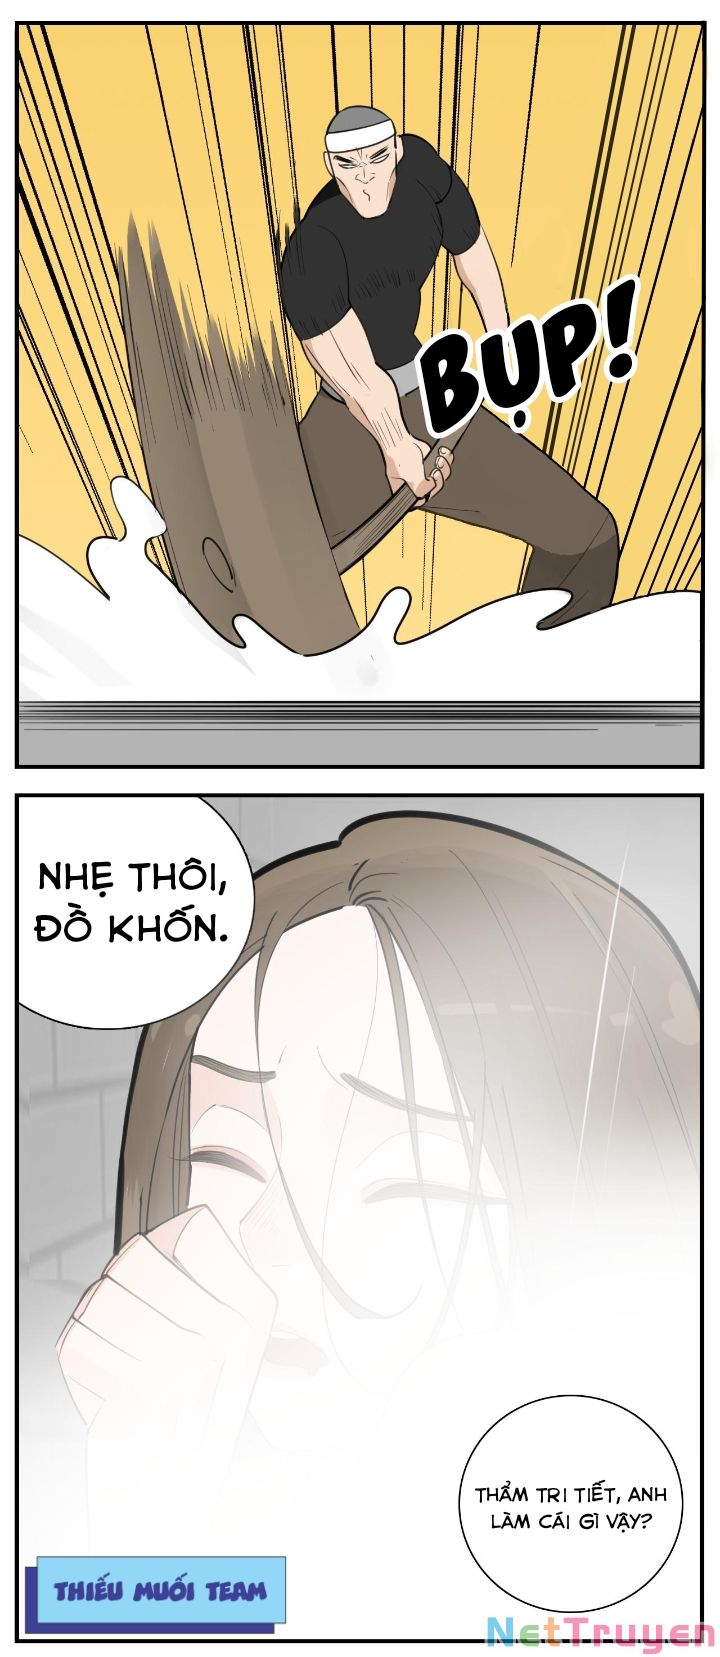 BỤP!
NHẸ THÔI,
ĐỒ KHỐN.
THẨM TRI TIẾT, ANH
LÀM CÁI GÌ VẬY?
THIẾU MUỐI TEAM
NetTruyen